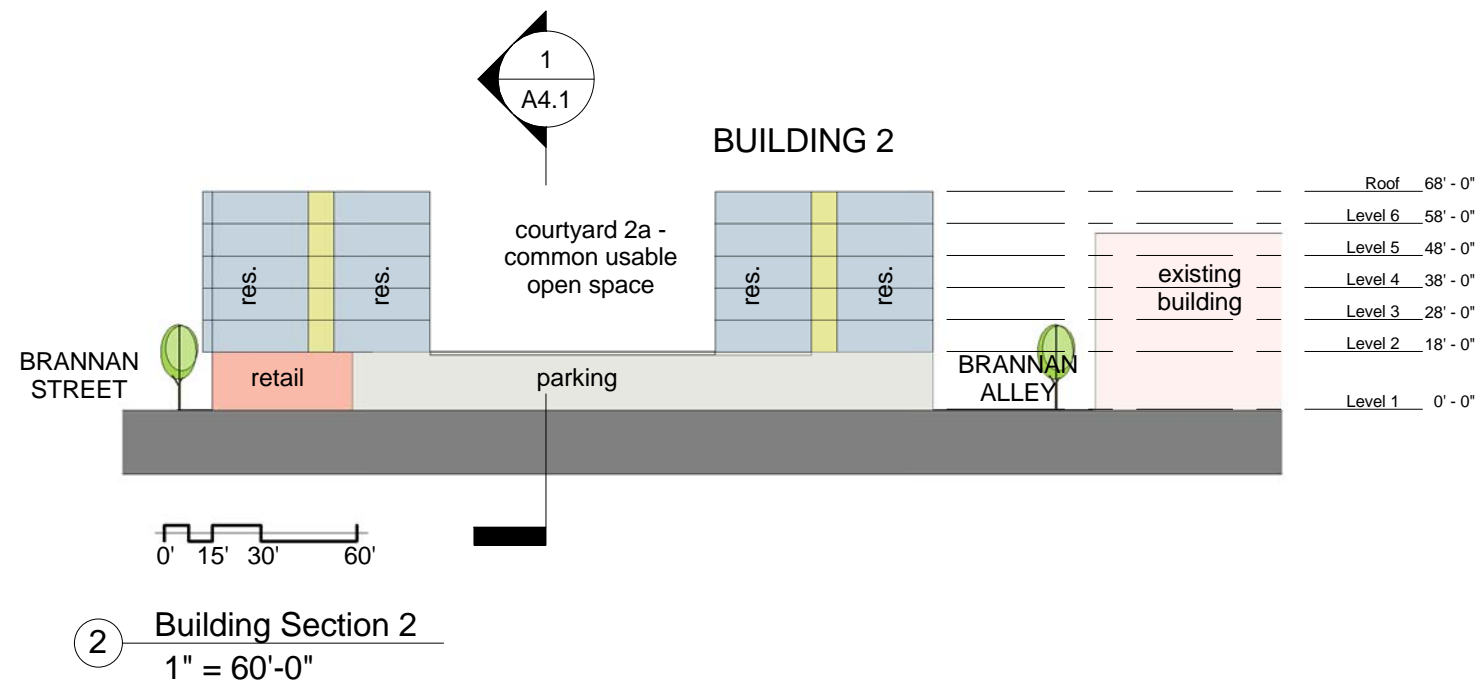 1
A4.1
BUILDING 2
Roof 68' - 0"
Level 6 58' - 0"
Level 5 48' - 0"
Level 4 38' - 0"
Level 3 28' - 0"
Level 2 18' - 0"
Level 1 0' - 0"
courtyard 2a -
common usable
open space
res.
res.
res.
res.
existing
building
BRANNAN
STREET
retail
parking
BRANNAN
ALLEY
0' 15' 30' 60'
2
Building Section 2
1" = 60'-0"